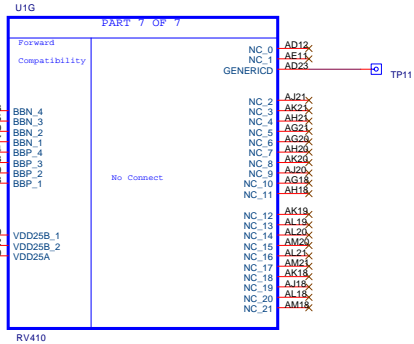 U1G
PART 7 OF 7
Forward
Compatibility
NC_0 AD12
NC_1 AE11
GENERICD AD23
TP11
NC_2 AJ21
BBN_4 NC_3 AK21
BBN_3 NC_4 AH21
BBN_2 NC_5 AG21
BBN_1 NC_6 AG20
BBP_4 NC_7 AH20
BBP_3 NC_8 AK20
BBP_2 NC_9 AJ20
BBP_1 NC_10 AG18
No Connect
NC_11 AH18
NC_12 AK19
NC_13 AL19
VDD25B_1 NC_14 AL20
VDD25B_2 NC_15 AM20
VDD25A NC_16 AL21
NC_17 AM21
NC_18 AK18
NC_19 AJ18
NC_20 AL18
NC_21 AM18
RV410